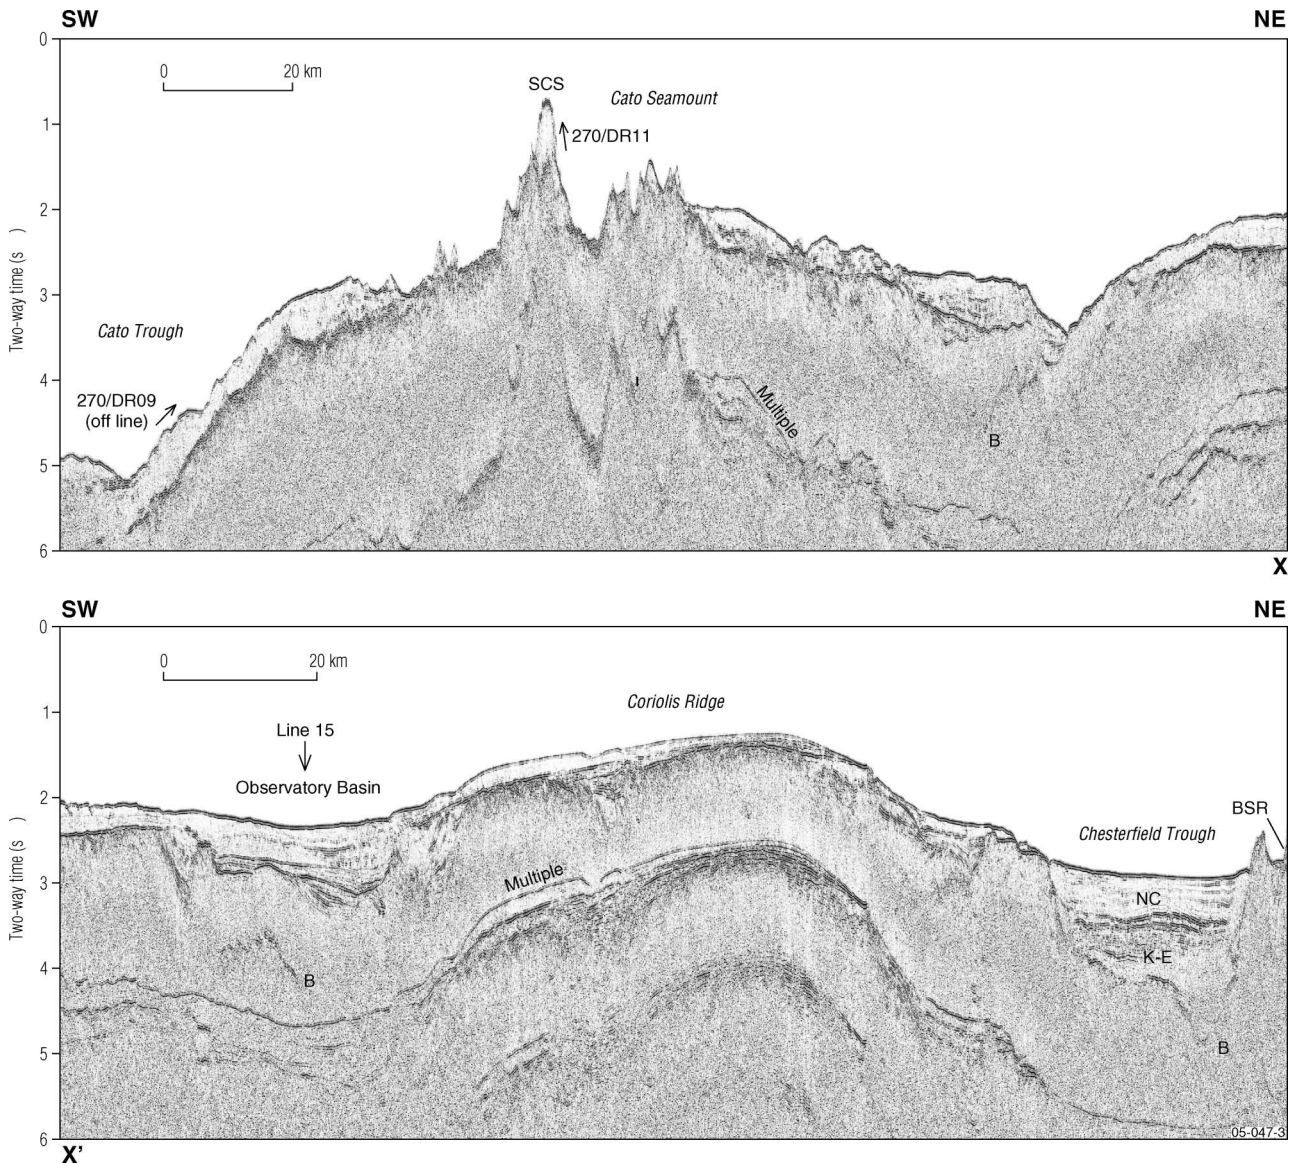 SW NE
0
0 20 km
SCS
Cato Seamount
1
270/DR11
2
Two-way time (s )
3
Cato Trough
4
270/DR09
(off line)
I
Multiple
B
5
6
X
SW NE
0
0 20 km
Coriolis Ridge
1
Line 15
Observatory Basin
2
BSR
Chesterfield Trough
Two-way time (s )
3
Multiple
NC
K-E
4
B
5
B
6
05-047-3
X'